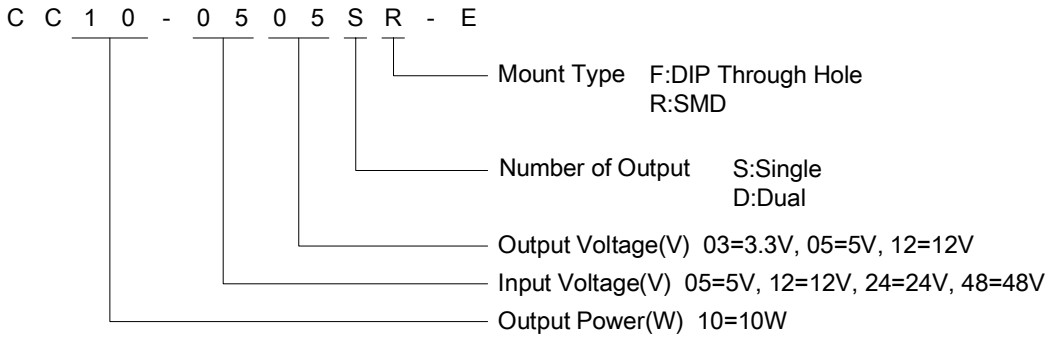 C C 1 0 - 0 5 0 5 S R - E
Mount Type F:DIP Through Hole
R:SMD
Number of Output S:Single
D:Dual
Output Voltage(V) 03=3.3V, 05=5V, 12=12V
Input Voltage(V) 05=5V, 12=12V, 24=24V, 48=48V
Output Power(W) 10=10W